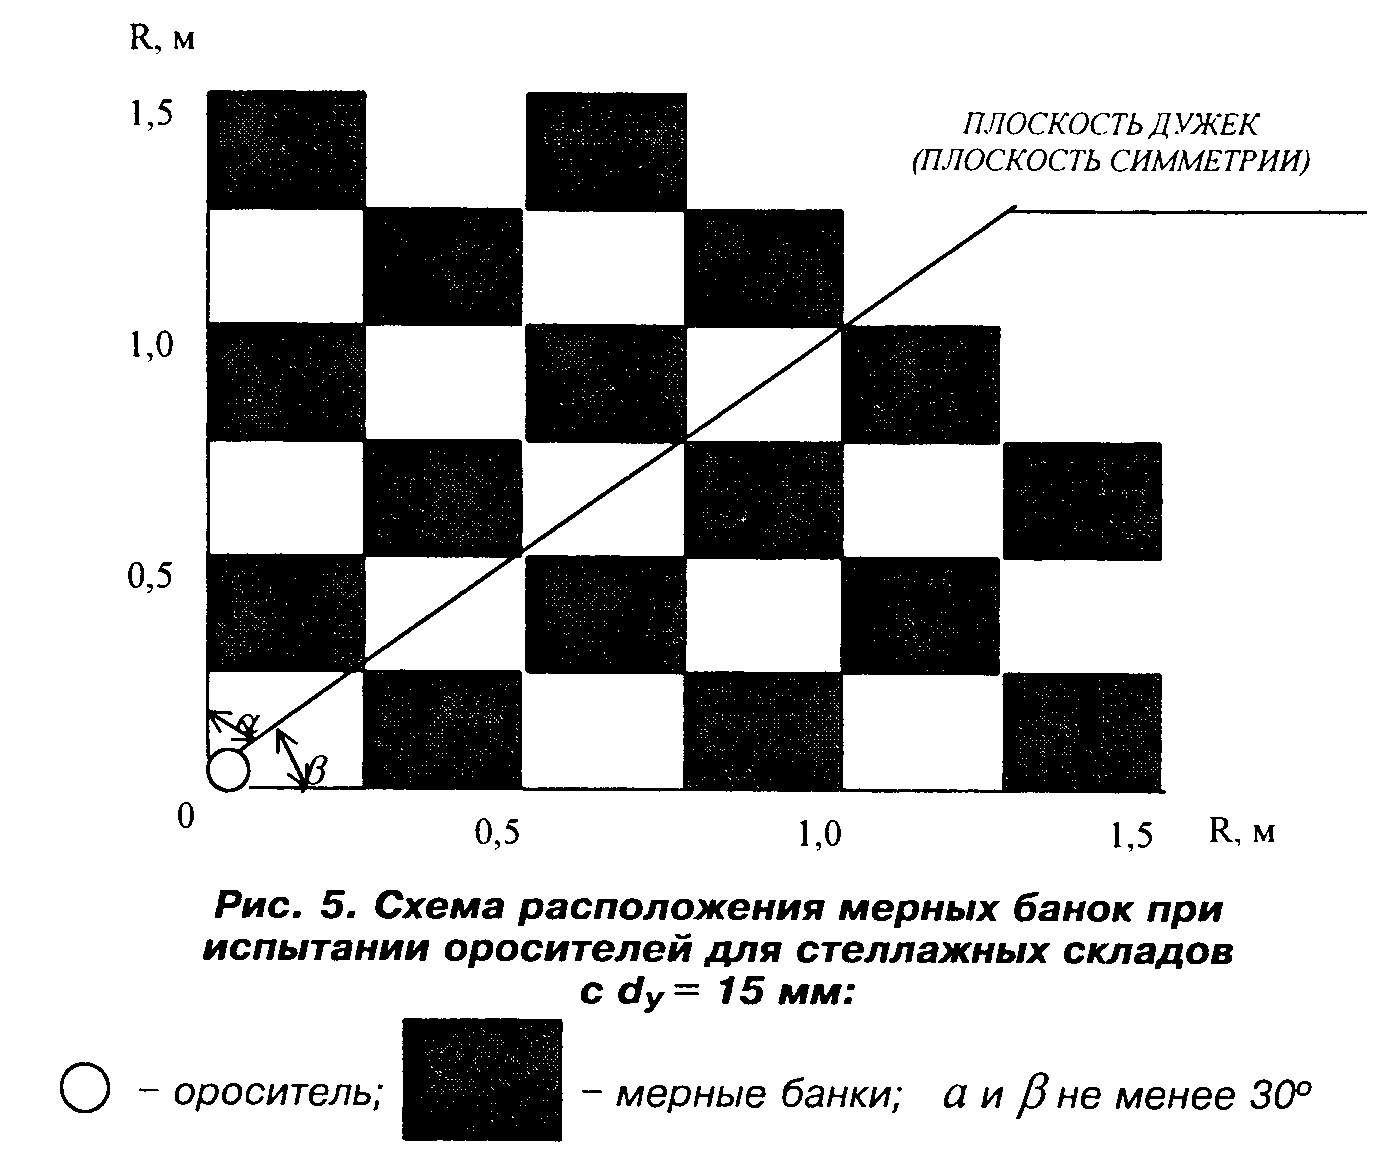 R, м
1,5
ПЛОСКОСТЬ ДУЖЕК
(ПЛОСКОСТЬ СИММЕТРИИ)
1,0
0,5
α
β
0
0,5
1,0
1,5
R, м
Рис. 5. Схема расположения мерных банок при
испытании оросителей для стеллажных складов
с dу = 15 мм:
– ороситель; – мерные банки; α и β не менее 30º